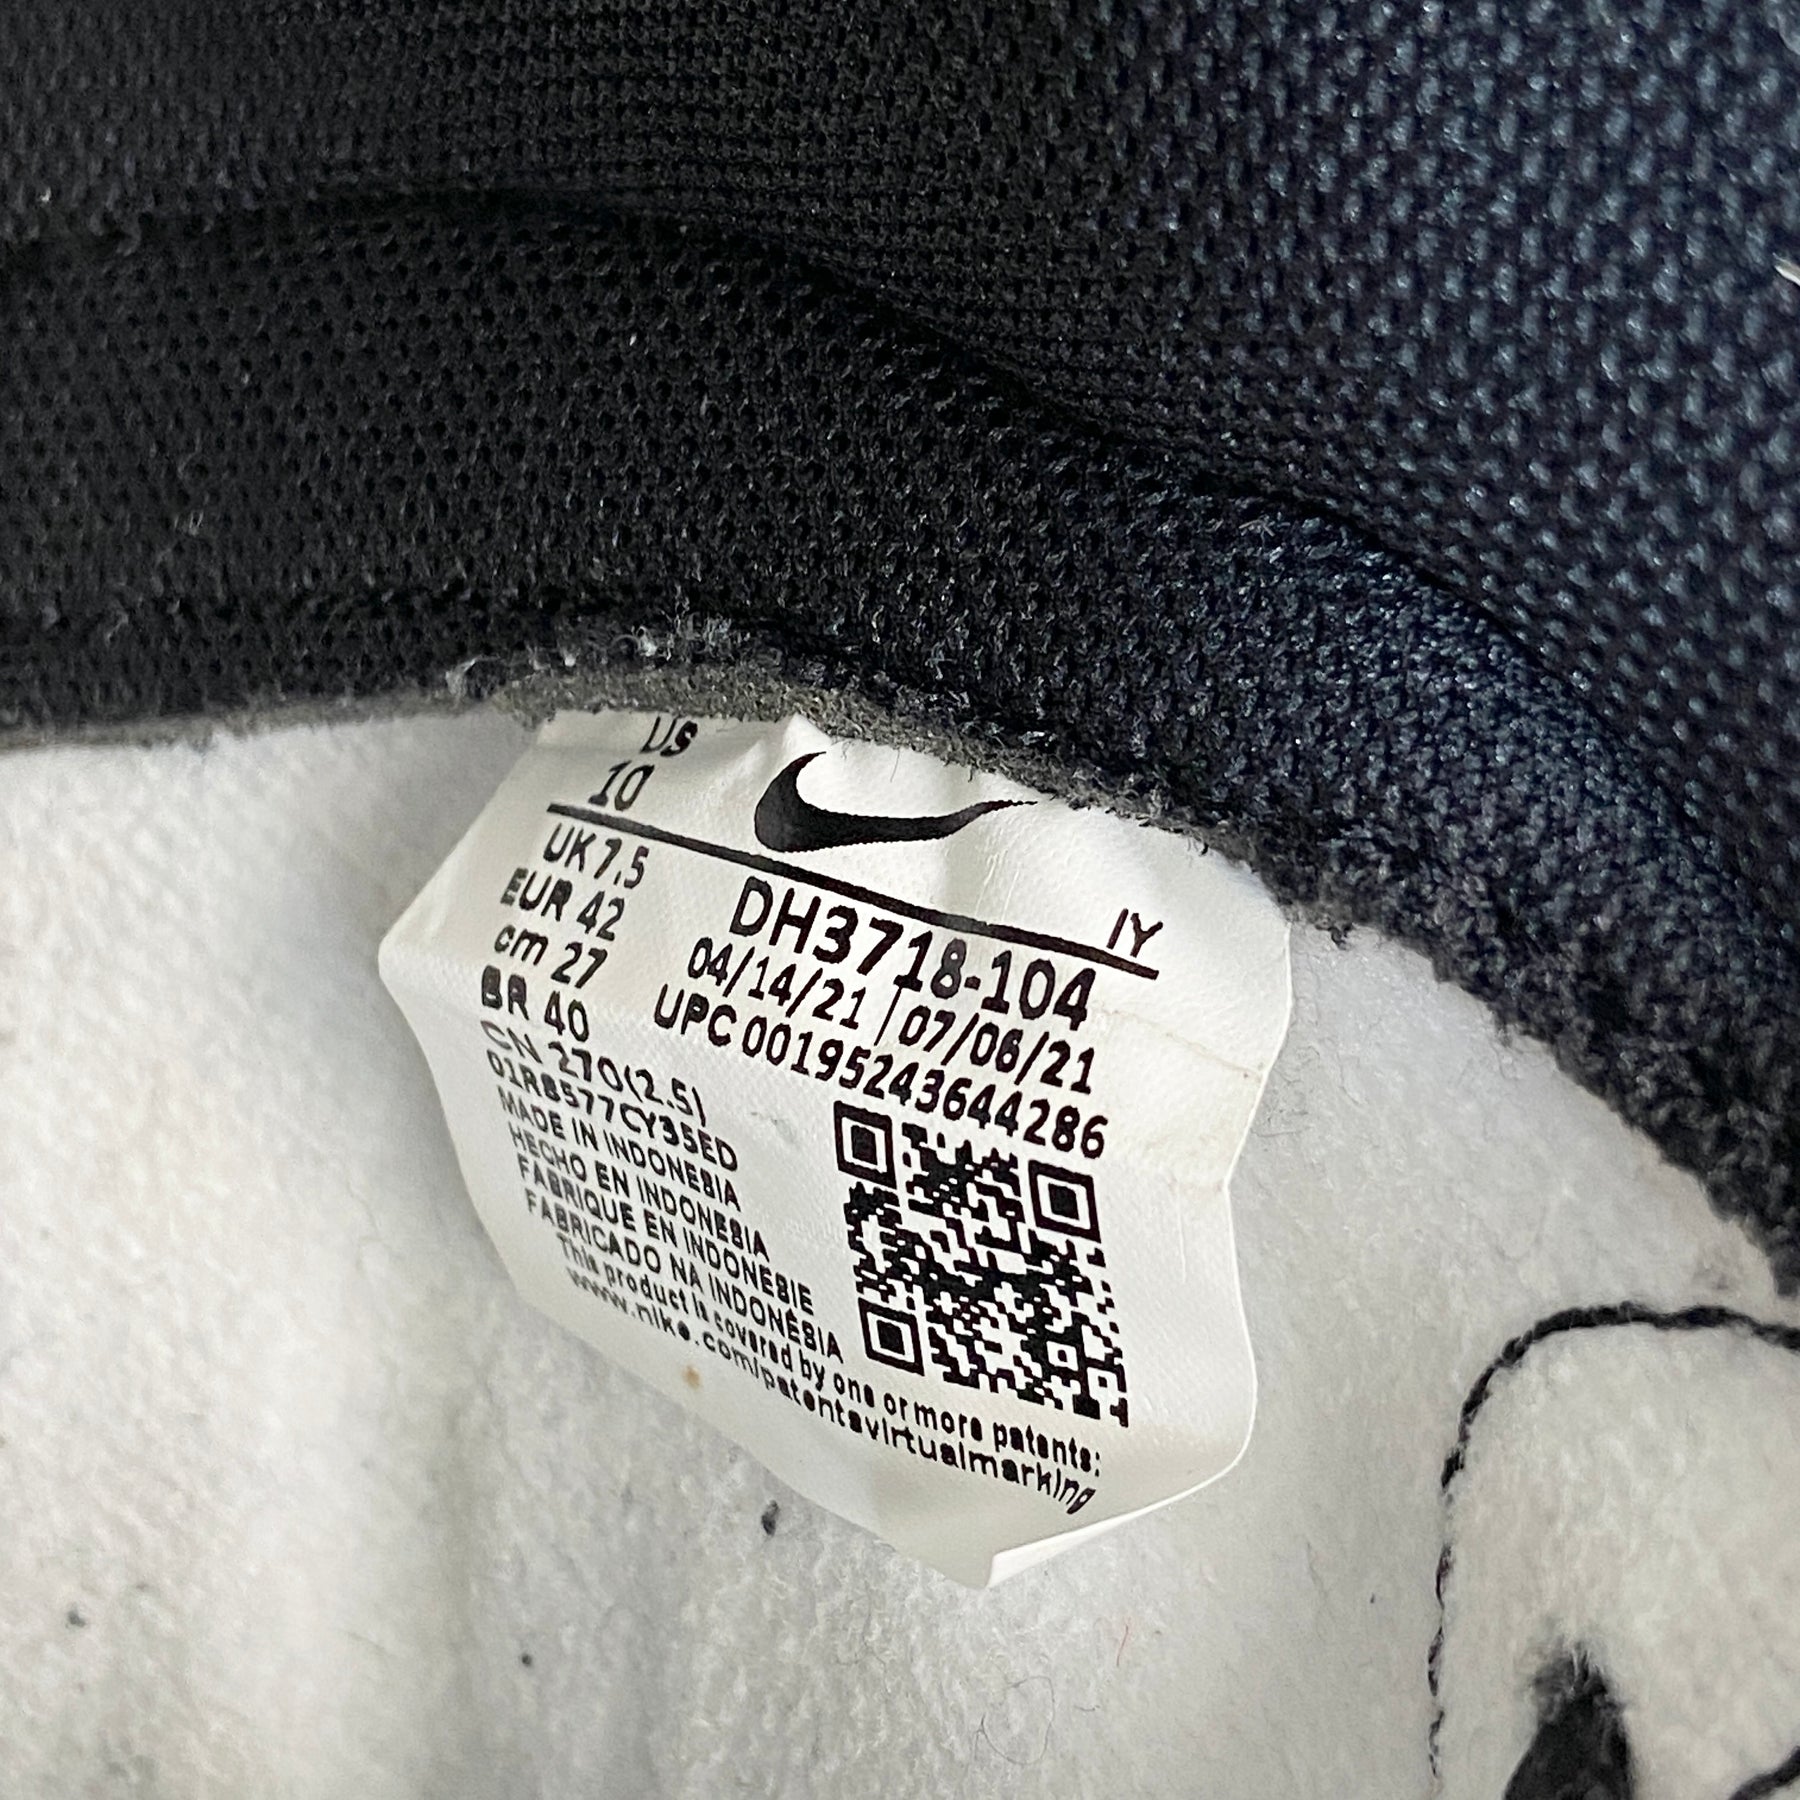 US
10
UK 7.5
EUR 42
cm 27
BR 40
CN 270(2.5)
01R8577CY35ED
MADE IN INDONESIA
HECHO EN INDONESIA
FABRIQUE EN INDONESIE
FABRICADO NA INDONÉSIA
This product is covered by one or more patents:
www.nike.com/patentsvirtualmarking
IY
DH3718-104
04/14/21 | 07/06/21
UPC 00195243644286